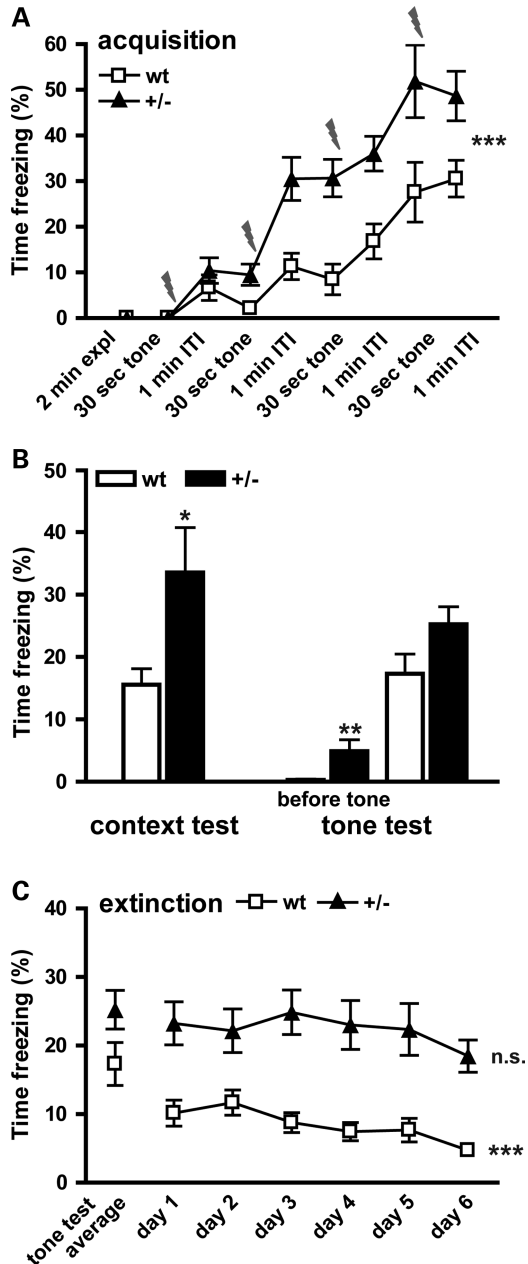 A
acquisition
wt
+/-
Time freezing (%)
60
50
40
30
20
10
0
***
2 min expl
30 sec tone
1 min ITI
30 sec tone
1 min ITI
30 sec tone
1 min ITI
30 sec tone
1 min ITI
B
wt +/-
Time freezing (%)
50
40
30
20
10
0
*
**
before tone
context test tone test
C
extinction wt +/-
Time freezing (%)
40
30
20
10
0
n.s.
***
tone test
average
day 1
day 2
day 3
day 4
day 5
day 6